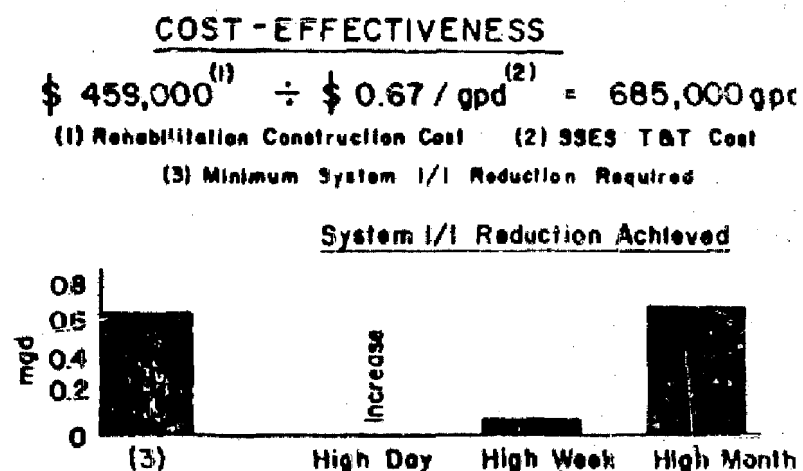 COST-EFFECTIVENESS
$ 459,000 (1) ÷ $ 0.67 / gpd (2) = 685,000 gpd
(1) Rehabilitation Construction Cost (2) SSES T&T Cost
(3) Minimum System I/I Reduction Required
System I/I Reduction Achieved
0.8
0.6
0.4
0.2
0
mgd
Increase
(3) High Day High Week High Month